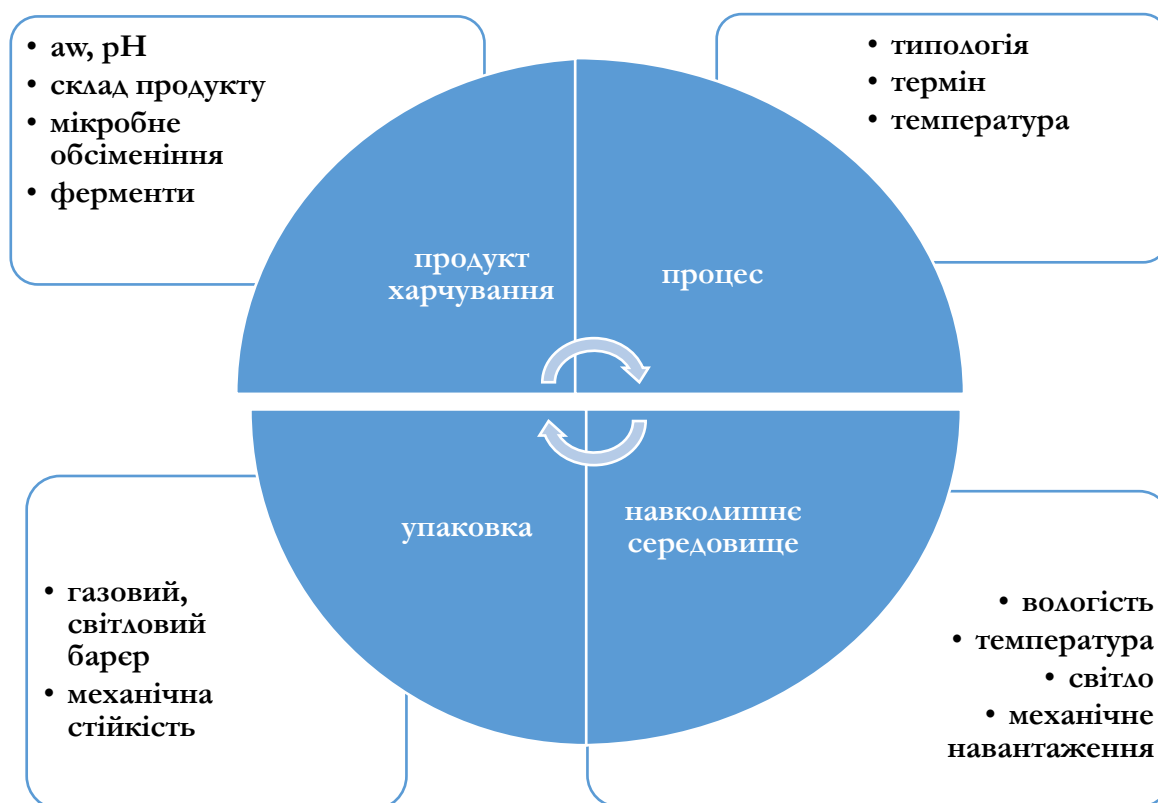 • aw, pH
• склад продукту
• мікробне
обсіменіння
• ферменти
• типологія
• термін
• температура
продукт
харчування
процес
упаковка
навколишнє
середовище
• газовий,
світловий
барєр
• механічна
стійкість
• вологість
• температура
• світло
• механічне
навантаження